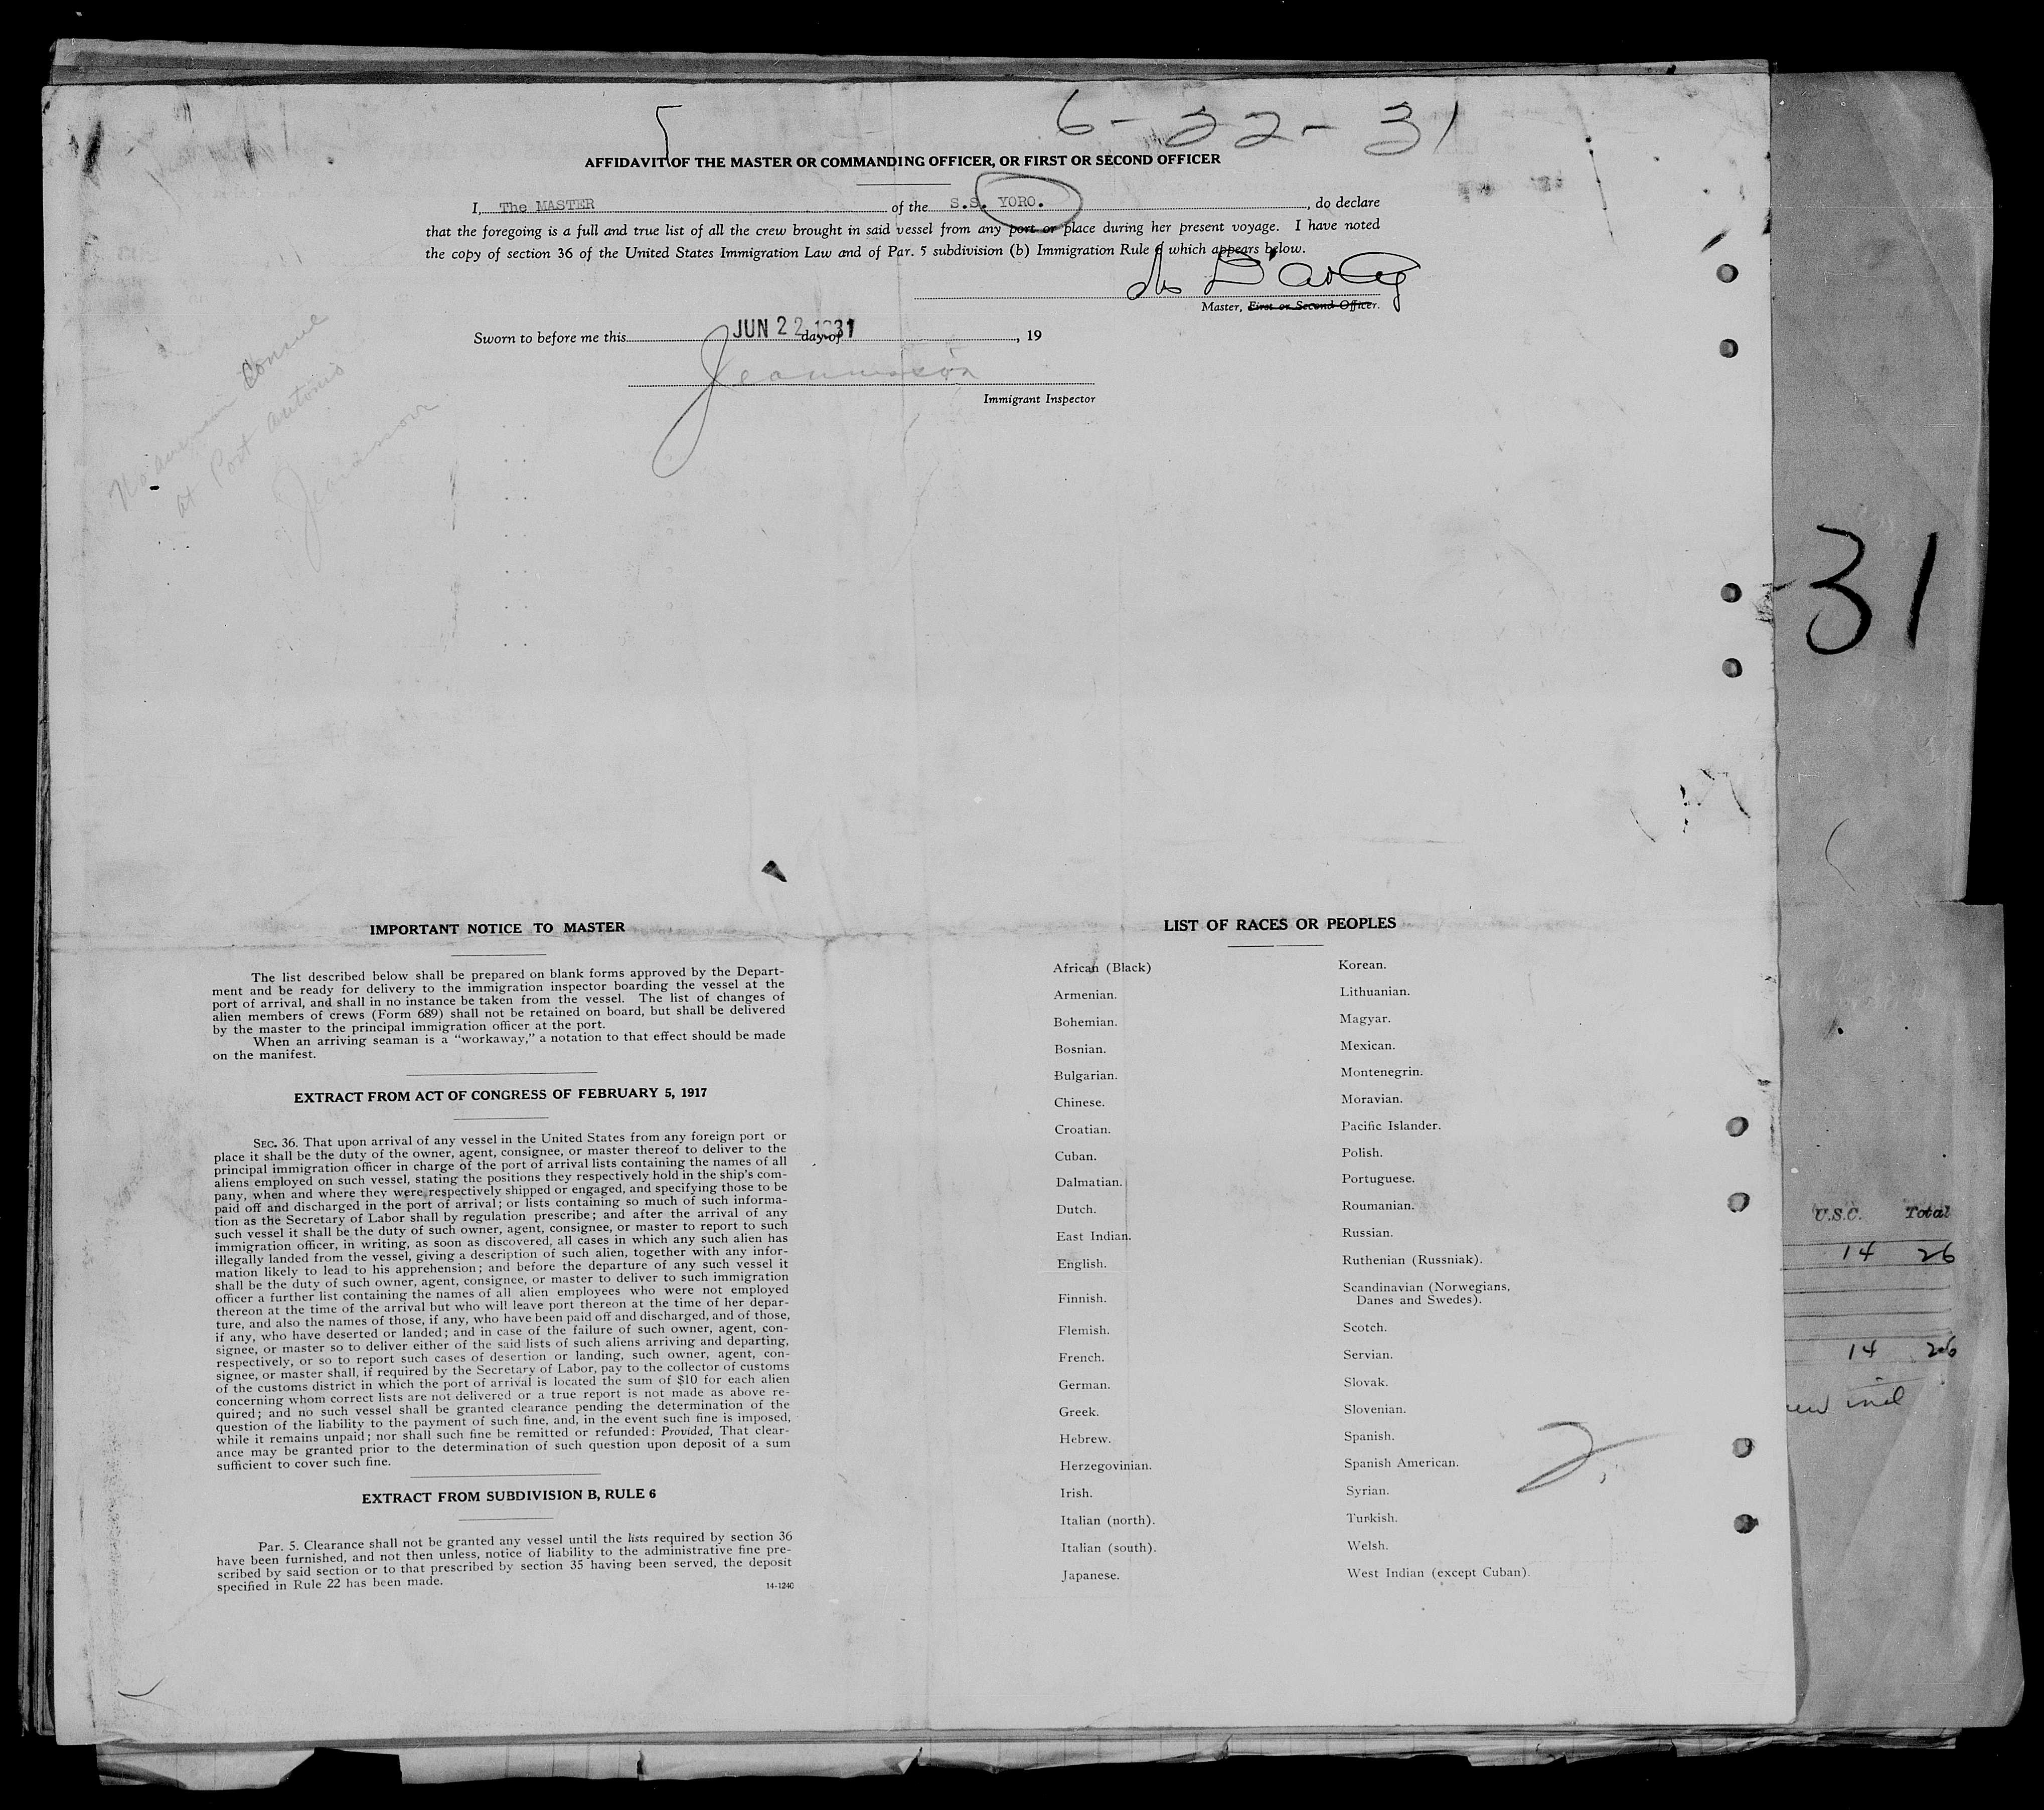 5
6-22-31
AFFIDAVIT OF THE MASTER OR COMMANDING OFFICER, OR FIRST OR SECOND OFFICER
I, The MASTER of the S.S. YORO. , do declare
that the foregoing is a full and true list of all the crew brought in said vessel from any port or place during her present voyage. I have noted
the copy of section 36 of the United States Immigration Law and of Par. 5 subdivision (b) Immigration Rule 6 which appears below.
Master, First or Second Officer.
Sworn to before me this JUN 22 1931 day of , 19
Immigrant Inspector
No american Consul
at Port Antonio
31
IMPORTANT NOTICE TO MASTER
The list described below shall be prepared on blank forms approved by the Depart-
ment and be ready for delivery to the immigration inspector boarding the vessel at the
port of arrival, and shall in no instance be taken from the vessel. The list of changes of
alien members of crews (Form 689) shall not be retained on board, but shall be delivered
by the master to the principal immigration officer at the port.
When an arriving seaman is a "workaway," a notation to that effect should be made
on the manifest.
EXTRACT FROM ACT OF CONGRESS OF FEBRUARY 5, 1917
SEC. 36. That upon arrival of any vessel in the United States from any foreign port or
place it shall be the duty of the owner, agent, consignee, or master thereof to deliver to the
principal immigration officer in charge of the port of arrival lists containing the names of all
aliens employed on such vessel, stating the positions they respectively hold in the ship's com-
pany, when and where they were respectively shipped or engaged, and specifying those to be
paid off and discharged in the port of arrival; or lists containing so much of such informa-
tion as the Secretary of Labor shall by regulation prescribe; and after the arrival of any
such vessel it shall be the duty of such owner, agent, consignee, or master to report to such
immigration officer, in writing, as soon as discovered, all cases in which any such alien has
illegally landed from the vessel, giving a description of such alien, together with any infor-
mation likely to lead to his apprehension; and before the departure of any such vessel it
shall be the duty of such owner, agent, consignee, or master to deliver to such immigration
officer a further list containing the names of all alien employees who were not employed
thereon at the time of the arrival but who will leave port thereon at the time of her depar-
ture, and also the names of those, if any, who have been paid off and discharged, and of those,
if any, who have deserted or landed; and in case of the failure of such owner, agent, con-
signee, or master so to deliver either of the said lists of such aliens arriving and departing,
respectively, or so to report such cases of desertion or landing, such owner, agent, con-
signee, or master shall, if required by the Secretary of Labor, pay to the collector of customs
of the customs district in which the port of arrival is located the sum of $10 for each alien
concerning whom correct lists are not delivered or a true report is not made as above re-
quired; and no such vessel shall be granted clearance pending the determination of the
question of the liability to the payment of such fine, and, in the event such fine is imposed,
while it remains unpaid; nor shall such fine be remitted or refunded: Provided, That clear-
ance may be granted prior to the determination of such question upon deposit of a sum
sufficient to cover such fine.
EXTRACT FROM SUBDIVISION B, RULE 6
Par. 5. Clearance shall not be granted any vessel until the lists required by section 36
have been furnished, and not then unless, notice of liability to the administrative fine pre-
scribed by said section or to that prescribed by section 35 having been served, the deposit
specified in Rule 22 has been made.
14-1240
LIST OF RACES OR PEOPLES
African (Black)
Armenian.
Bohemian.
Bosnian.
Bulgarian.
Chinese.
Croatian.
Cuban.
Dalmatian.
Dutch.
East Indian.
English.
Finnish.
Flemish.
French.
German.
Greek.
Hebrew.
Herzegovinian.
Irish.
Italian (north).
Italian (south).
Japanese.
Korean.
Lithuanian.
Magyar.
Mexican.
Montenegrin.
Moravian.
Pacific Islander.
Polish.
Portuguese.
Roumanian.
Russian.
Ruthenian (Russniak).
Scandinavian (Norwegians,
Danes and Swedes).
Scotch.
Servian.
Slovak.
Slovenian.
Spanish.
Spanish American.
Syrian.
Turkish.
Welsh.
West Indian (except Cuban).
2
U.S.C. Total
14 26
14 26